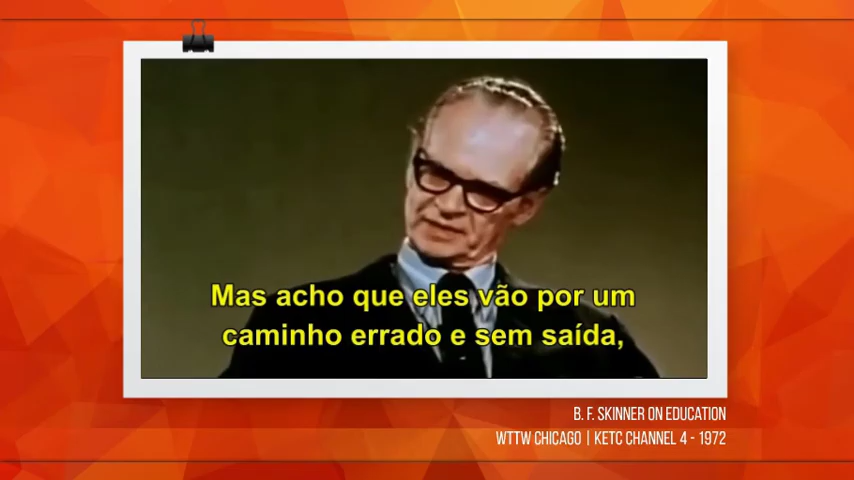 Mas acho que eles vão por um
caminho errado e sem saída,
B. F. SKINNER ON EDUCATION
WTTW CHICAGO | KETC CHANNEL 4 - 1972